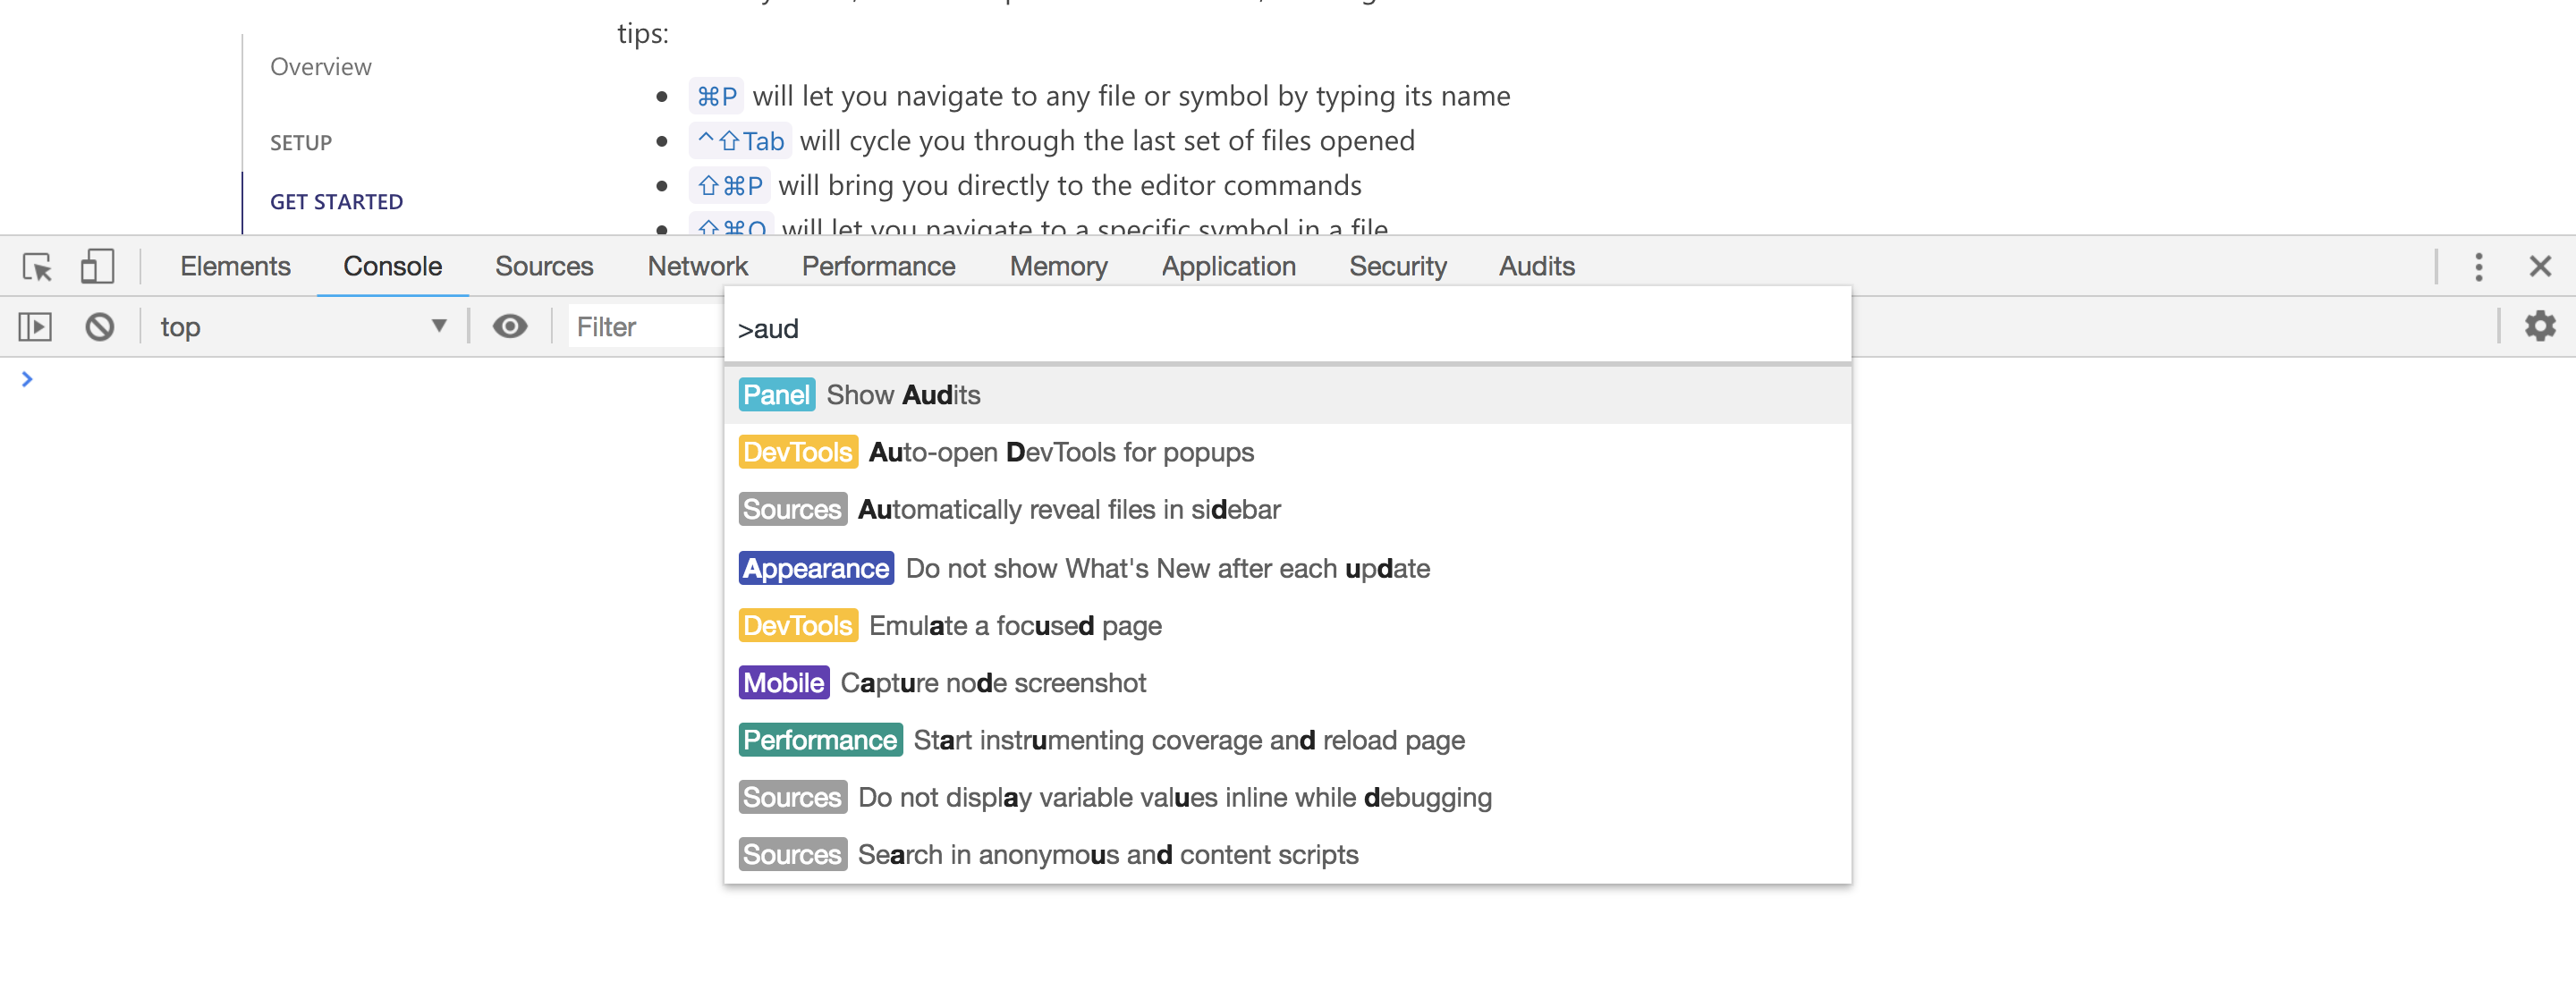 tips:
Overview
⌘P will let you navigate to any file or symbol by typing its name
SETUP
^⇧Tab will cycle you through the last set of files opened
⇧⌘P will bring you directly to the editor commands
GET STARTED
⇧⌘O will let you navigate to a specific symbol in a file
Elements Console Sources Network Performance Memory Application Security Audits
top ▼ Filter
>aud
Panel Show Audits
DevTools Auto-open DevTools for popups
Sources Automatically reveal files in sidebar
Appearance Do not show What's New after each update
DevTools Emulate a focused page
Mobile Capture node screenshot
Performance Start instrumenting coverage and reload page
Sources Do not display variable values inline while debugging
Sources Search in anonymous and content scripts